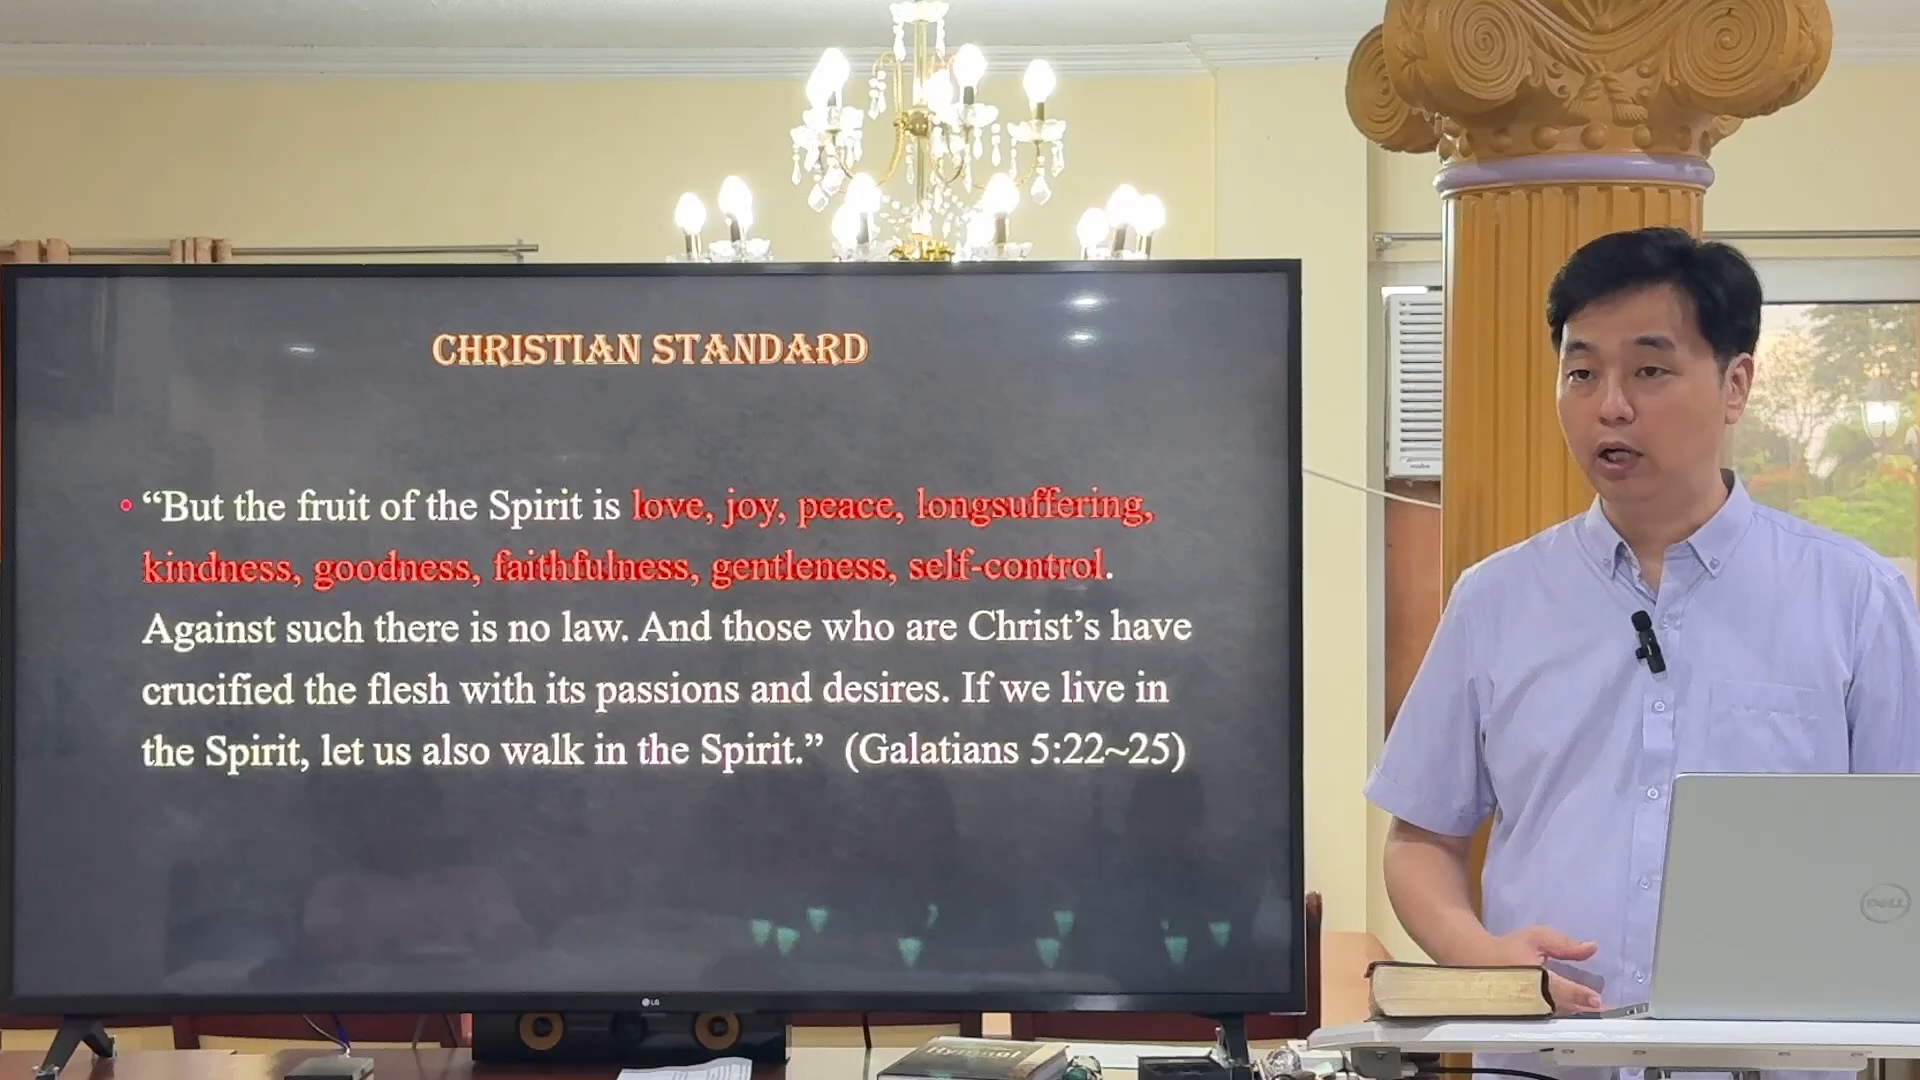 CHRISTIAN STANDARD
“But the fruit of the Spirit is love, joy, peace, longsuffering,
kindness, goodness, faithfulness, gentleness, self-control.
Against such there is no law. And those who are Christ’s have
crucified the flesh with its passions and desires. If we live in
the Spirit, let us also walk in the Spirit.” (Galatians 5:22~25)
LG
DELL
Hymnal